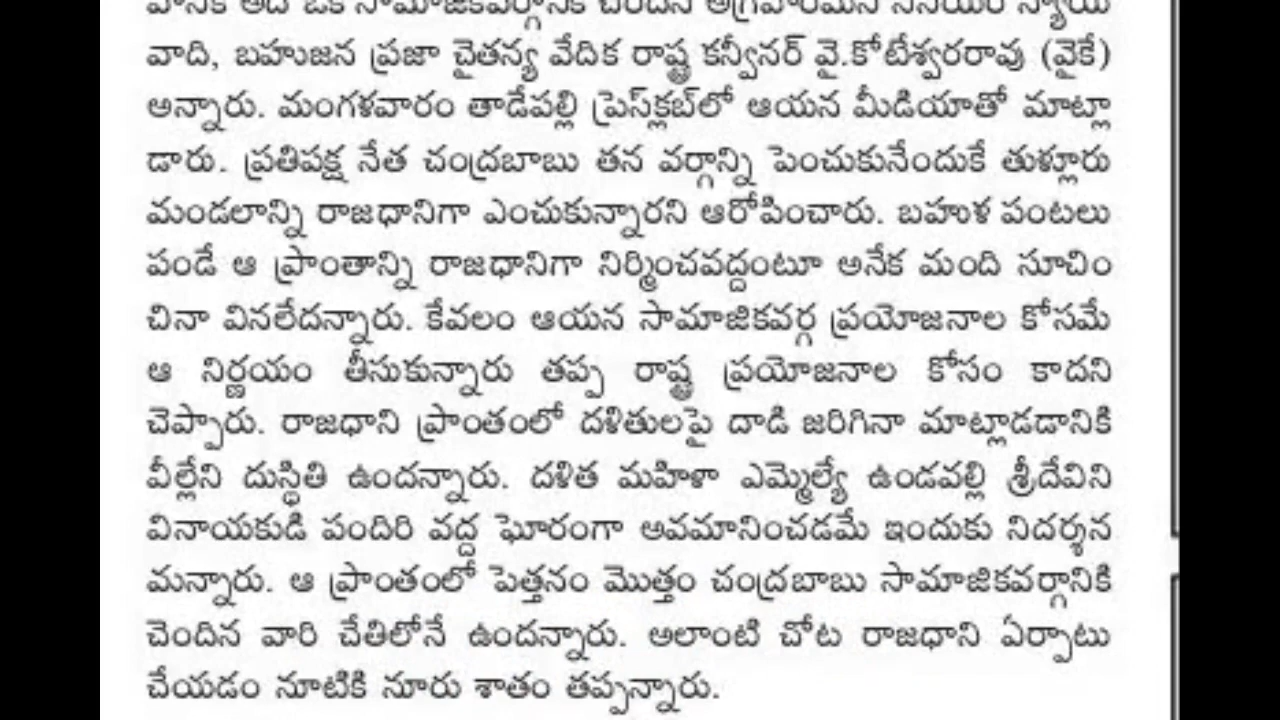 వాది, బహుజన ప్రజా చైతన్య వేదిక రాష్ట్ర కన్వీనర్ వై.కోటేశ్వరరావు (వైకే)
అన్నారు. మంగళవారం తాడేపల్లి ప్రెస్‌క్లబ్‌లో ఆయన మీడియాతో మాట్లా
డారు. ప్రతిపక్ష నేత చంద్రబాబు తన వర్గాన్ని పెంచుకునేందుకే తుళ్లూరు
మండలాన్ని రాజధానిగా ఎంచుకున్నారని ఆరోపించారు. బహుళ పంటలు
పండే ఆ ప్రాంతాన్ని రాజధానిగా నిర్మించవద్దంటూ అనేక మంది సూచిం
చినా వినలేదన్నారు. కేవలం ఆయన సామాజికవర్గ ప్రయోజనాల కోసమే
ఆ నిర్ణయం తీసుకున్నారు తప్ప రాష్ట్ర ప్రయోజనాల కోసం కాదని
చెప్పారు. రాజధాని ప్రాంతంలో దళితులపై దాడి జరిగినా మాట్లాడడానికి
వీల్లేని దుస్థితి ఉందన్నారు. దళిత మహిళా ఎమ్మెల్యే ఉండవల్లి శ్రీదేవిని
వినాయకుడి పందిరి వద్ద ఘోరంగా అవమానించడమే ఇందుకు నిదర్శన
మన్నారు. ఆ ప్రాంతంలో పెత్తనం మొత్తం చంద్రబాబు సామాజికవర్గానికి
చెందిన వారి చేతిలోనే ఉందన్నారు. అలాంటి చోట రాజధాని ఏర్పాటు
చేయడం నూటికి నూరు శాతం తప్పన్నారు.